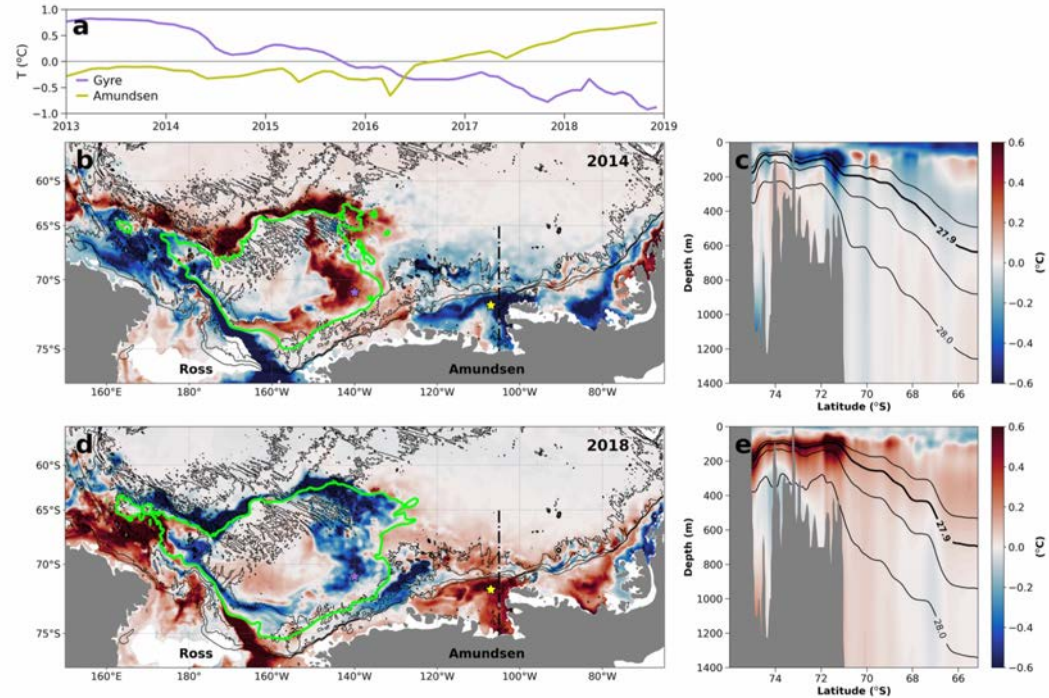 a
T (°C)
1.0
0.5
0.0
−0.5
−1.0
Gyre
Amundsen
2013 2014 2015 2016 2017 2018 2019
b
2014
60°S
65°S
70°S
75°S
Ross
Amundsen
160°E 180° 160°W 140°W 120°W 100°W 80°W
c
Depth (m)
0
200
400
600
800
1000
1200
1400
27.9
28.0
74 72 70 68 66
Latitude (°S)
0.6
0.4
0.2
0.0
−0.2
−0.4
−0.6
(°C)
d
2018
60°S
65°S
70°S
75°S
Ross
Amundsen
160°E 180° 160°W 140°W 120°W 100°W 80°W
e
Depth (m)
0
200
400
600
800
1000
1200
1400
27.9
28.0
74 72 70 68 66
Latitude (°S)
0.6
0.4
0.2
0.0
−0.2
−0.4
−0.6
(°C)